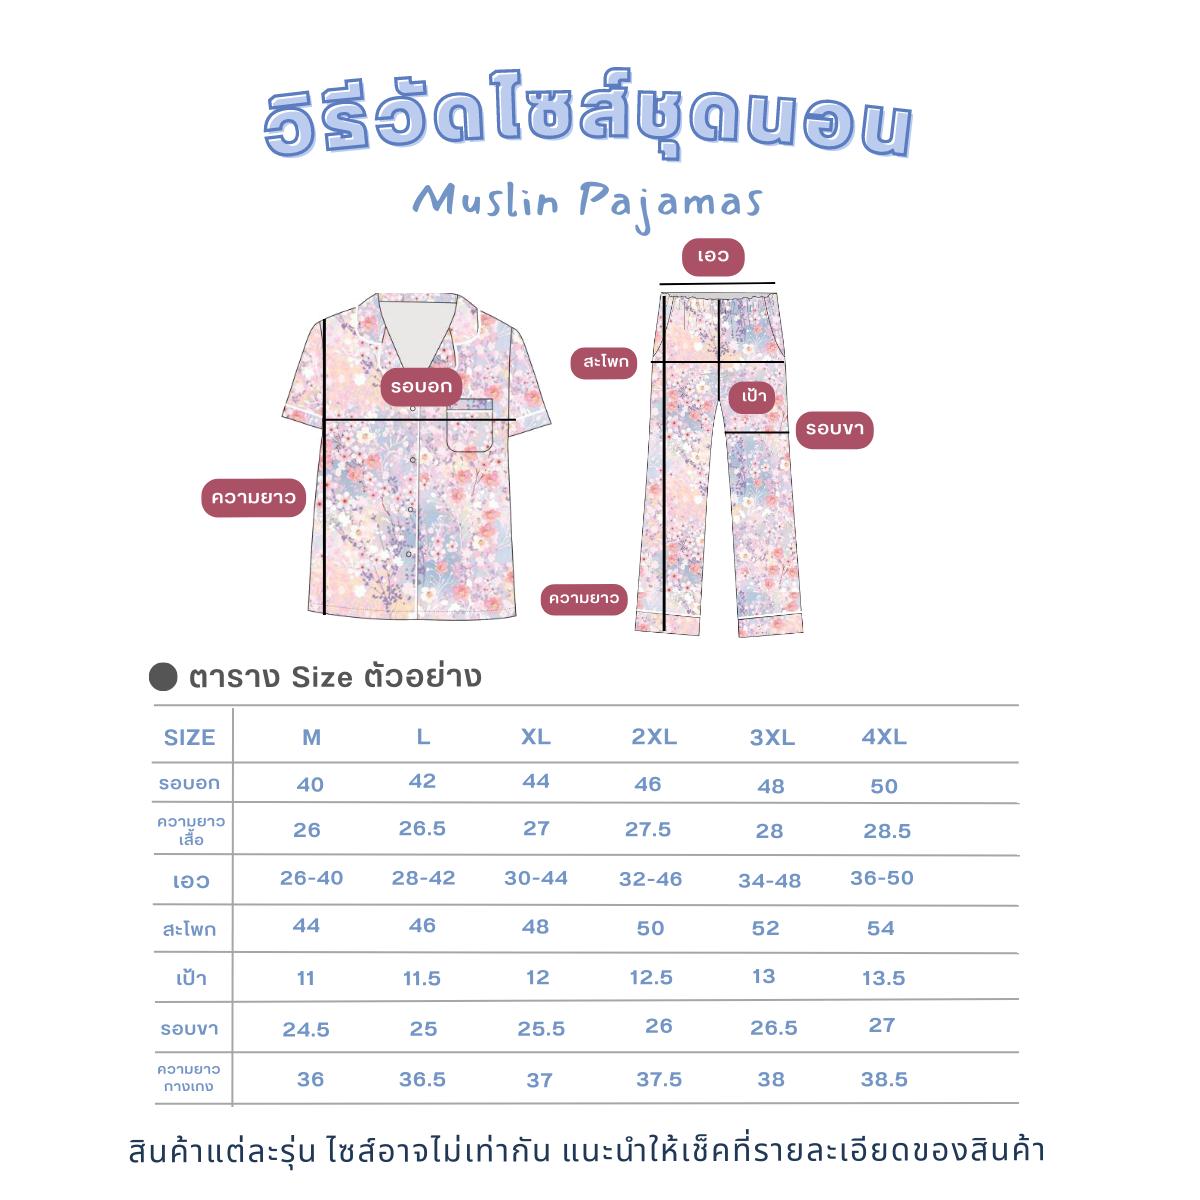 วิธีวัดไซส์ชุดนอน
Muslin Pajamas
เอว
สะโพก
รอบอก
เป้า
รอบขา
ความยาว
ความยาว
ตาราง Size ตัวอย่าง
SIZE M L XL 2XL 3XL 4XL
รอบอก 40 42 44 46 48 50
ความยาว
เสื้อ 26 26.5 27 27.5 28 28.5
เอว 26-40 28-42 30-44 32-46 34-48 36-50
สะโพก 44 46 48 50 52 54
เป้า 11 11.5 12 12.5 13 13.5
รอบขา 24.5 25 25.5 26 26.5 27
ความยาว
กางเกง 36 36.5 37 37.5 38 38.5
สินค้าแต่ละรุ่น ไซส์อาจไม่เท่ากัน แนะนำให้เช็คที่รายละเอียดของสินค้า